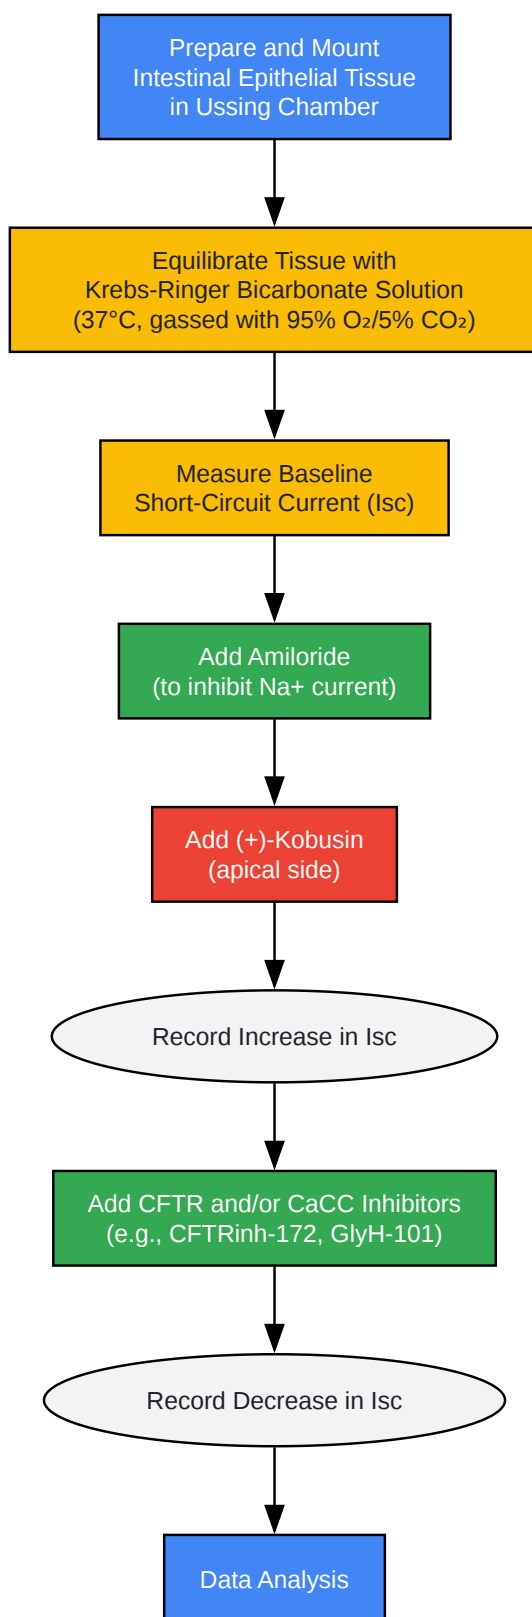 Prepare and Mount
Intestinal Epithelial Tissue
in Ussing Chamber
Equilibrate Tissue with
Krebs-Ringer Bicarbonate Solution
(37°C, gassed with 95% O₂/5% CO₂)
Measure Baseline
Short-Circuit Current (Isc)
Add Amiloride
(to inhibit Na+ current)
Add (+)-Kobusin
(apical side)
Record Increase in Isc
Add CFTR and/or CaCC Inhibitors
(e.g., CFTRinh-172, GlyH-101)
Record Decrease in Isc
Data Analysis